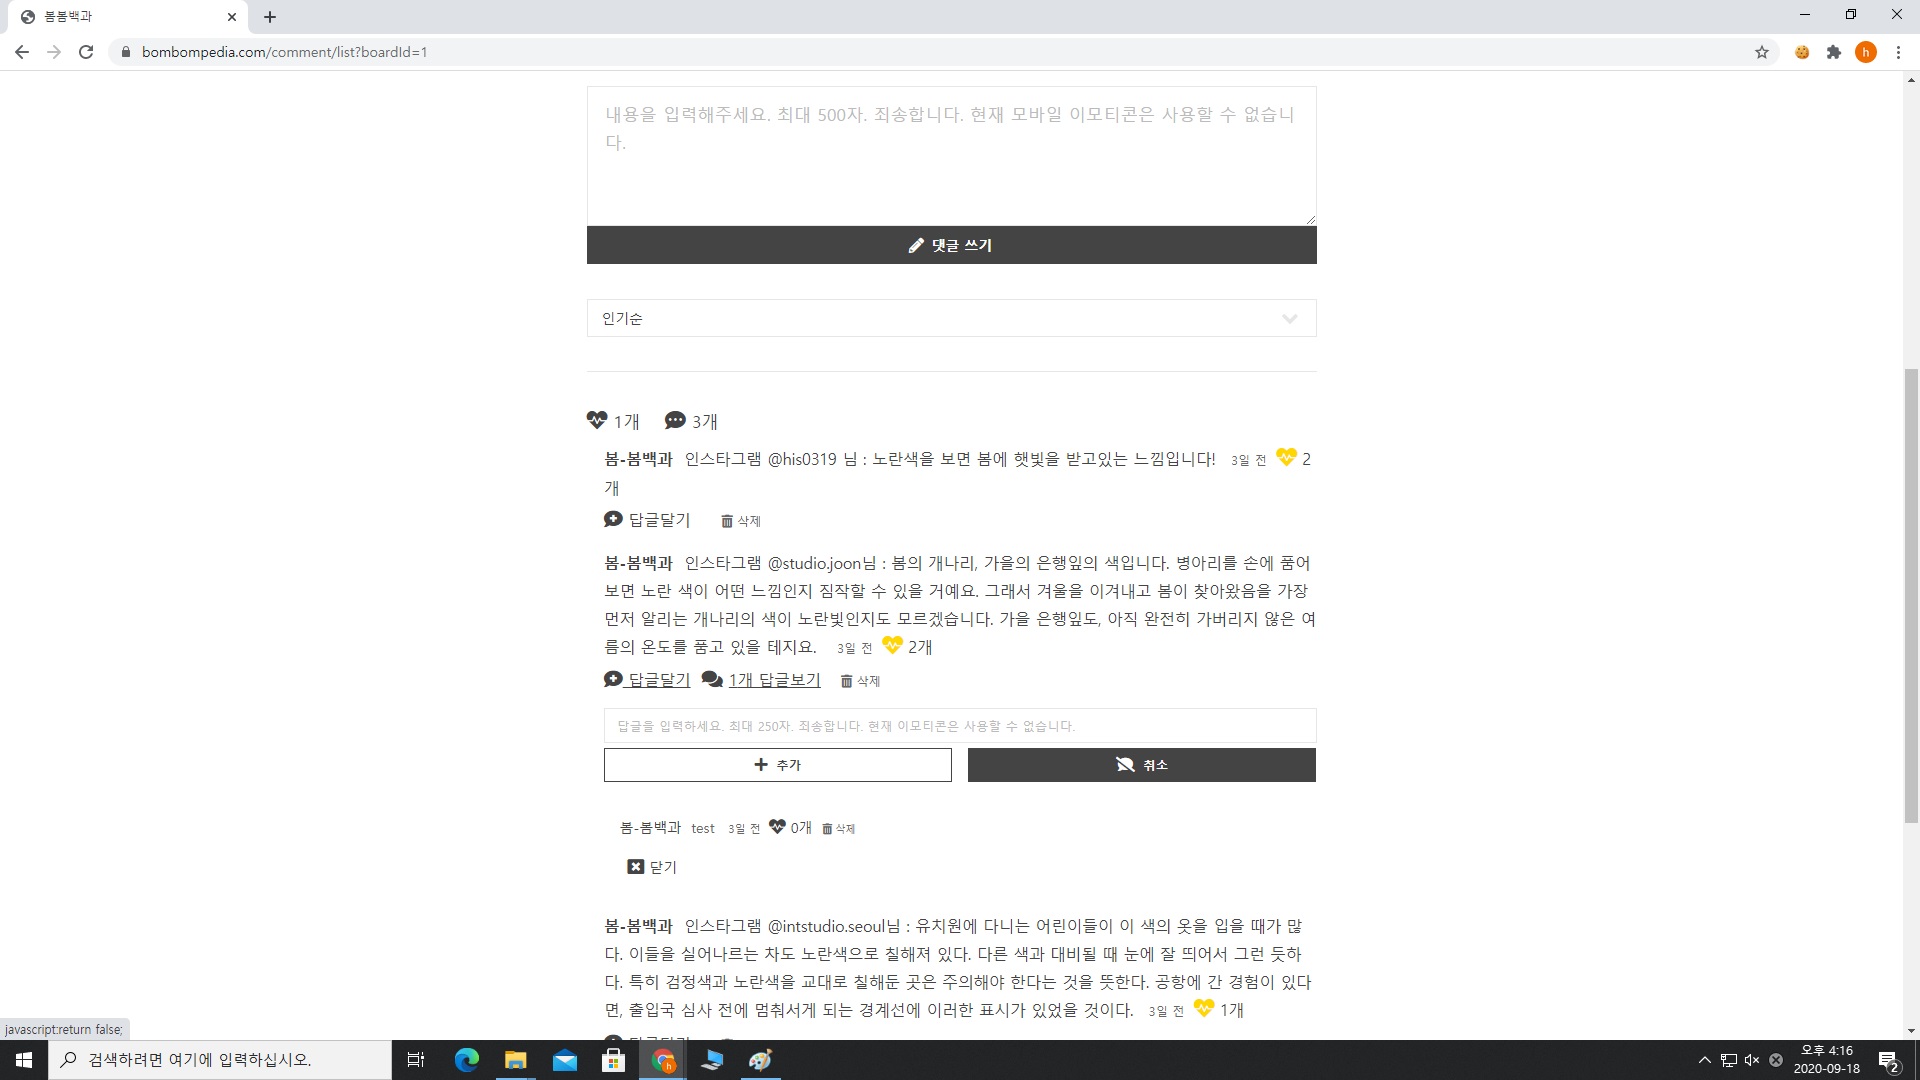 봄봄백과
bombompedia.com/comment/list?boardId=1
h
내용을 입력해주세요. 최대 500자. 죄송합니다. 현재 모바일 이모티콘은 사용할 수 없습니
다.
댓글 쓰기
인기순
1개 3개
봄-봄백과 인스타그램 @his0319 님 : 노란색을 보면 봄에 햇빛을 받고있는 느낌입니다! 3일 전 2
개
답글달기 삭제
봄-봄백과 인스타그램 @studio.joon님 : 봄의 개나리, 가을의 은행잎의 색입니다. 병아리를 손에 품어
보면 노란 색이 어떤 느낌인지 짐작할 수 있을 거예요. 그래서 겨울을 이겨내고 봄이 찾아왔음을 가장
먼저 알리는 개나리의 색이 노란빛인지도 모르겠습니다. 가을 은행잎도, 아직 완전히 가버리지 않은 여
름의 온도를 품고 있을 테지요. 3일 전 2개
답글달기 1개 답글보기 삭제
답글을 입력하세요. 최대 250자. 죄송합니다. 현재 이모티콘은 사용할 수 없습니다.
추가 취소
봄-봄백과 test 3일 전 0개 삭제
닫기
봄-봄백과 인스타그램 @intstudio.seoul님 : 유치원에 다니는 어린이들이 이 색의 옷을 입을 때가 많
다. 이들을 실어나르는 차도 노란색으로 칠해져 있다. 다른 색과 대비될 때 눈에 잘 띄어서 그런 듯하
다. 특히 검정색과 노란색을 교대로 칠해둔 곳은 주의해야 한다는 것을 뜻한다. 공항에 간 경험이 있다
면, 출입국 심사 전에 멈춰서게 되는 경계선에 이러한 표시가 있었을 것이다. 3일 전 1개
javascript:return false;
검색하려면 여기에 입력하십시오.
h
오후 4:16
2020-09-18
2